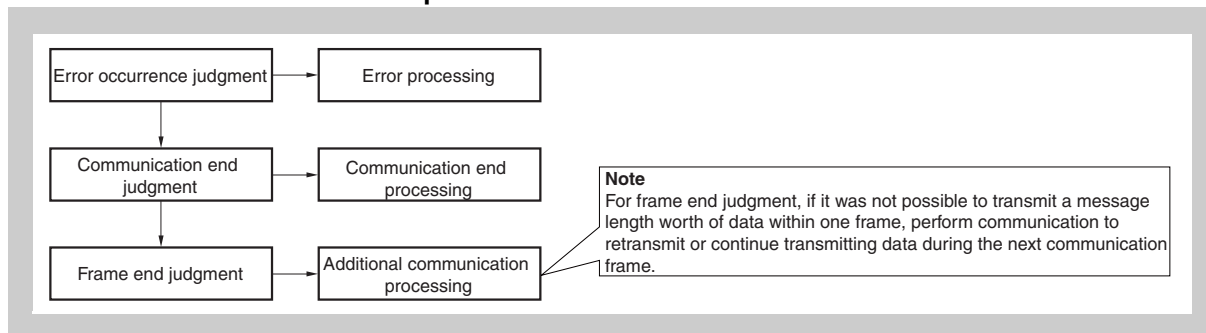 Error occurrence judgment
Error processing
Communication end
judgment
Communication end
processing
Frame end judgment
Additional communication
processing
Note
For frame end judgment, if it was not possible to transmit a message
length worth of data within one frame, perform communication to
retransmit or continue transmitting data during the next communication
frame.